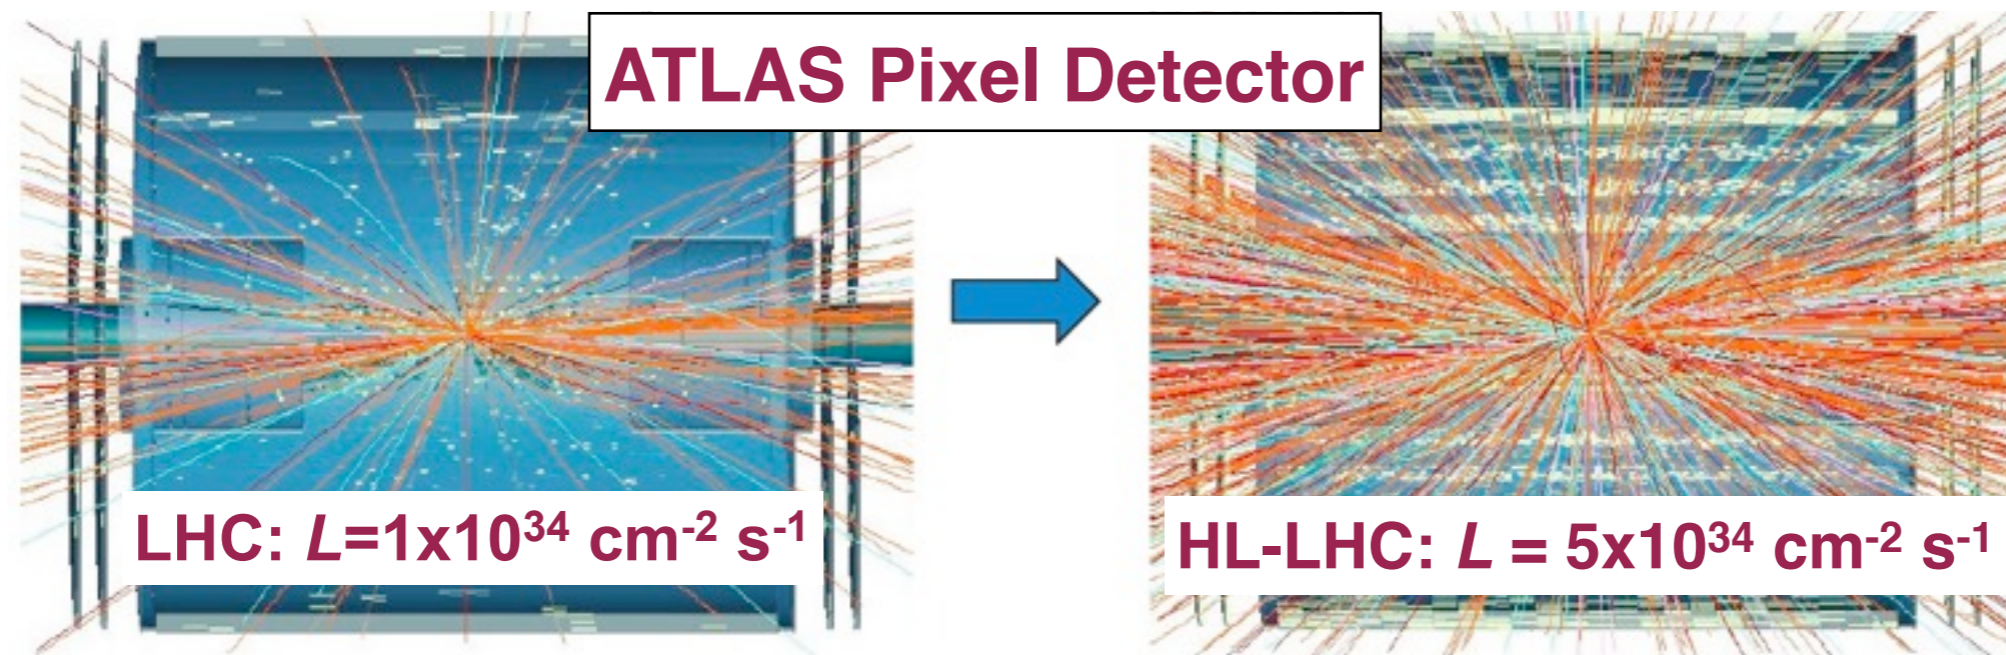 ATLAS Pixel Detector
LHC: L=1x10³⁴ cm⁻² s⁻¹
HL-LHC: L = 5x10³⁴ cm⁻² s⁻¹